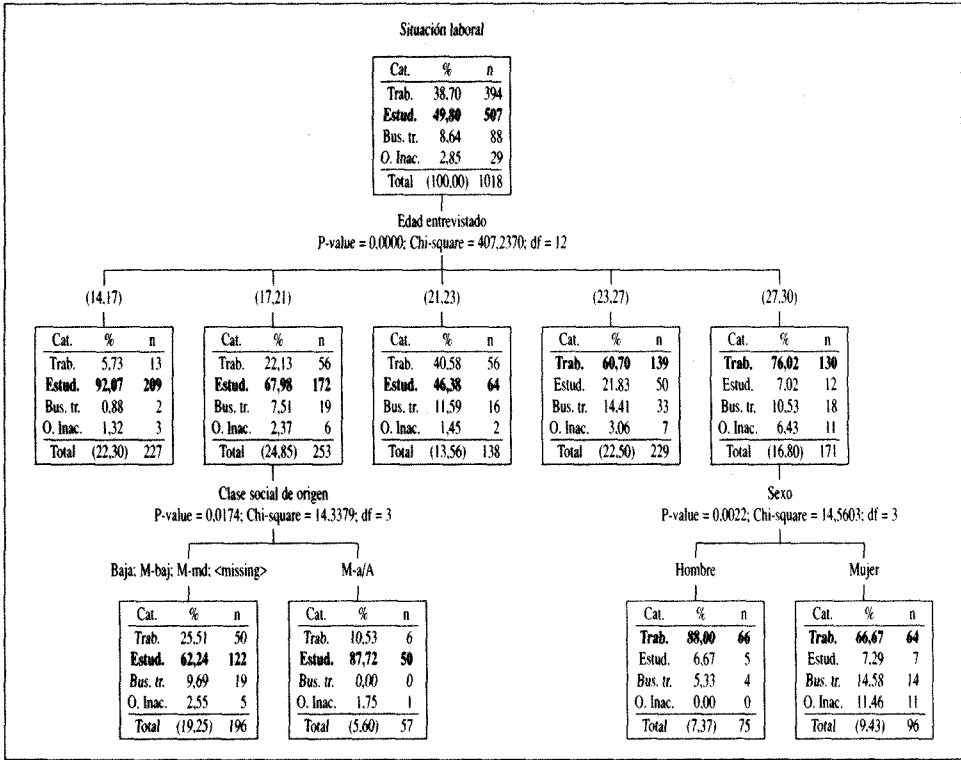 Situación laboral
Cat. % n
Trab. 38,70 394
Estud. 49,80 507
Bus. tr. 8,64 88
O. Inac. 2,85 29
Total (100,00) 1018
Edad entrevistado
P-value = 0,0000; Chi-square = 407,2370; df = 12
(14,17) (17,21) (21,23) (23,27) (27,30)
Cat. % n Cat. % n Cat. % n Cat. % n Cat. % n
Trab. 5,73 13 Trab. 22,13 56 Trab. 40,58 56 Trab. 60,70 139 Trab. 76,02 130
Estud. 92,07 209 Estud. 67,98 172 Estud. 46,38 64 Estud. 21,83 50 Estud. 7,02 12
Bus. tr. 0,88 2 Bus. tr. 7,51 19 Bus. tr. 11,59 16 Bus. tr. 14,41 33 Bus. tr. 10,53 18
O. Inac. 1,32 3 O. Inac. 2,37 6 O. Inac. 1,45 2 O. Inac. 3,06 7 O. Inac. 6,43 11
Total (22,30) 227 Total (24,85) 253 Total (13,56) 138 Total (22,50) 229 Total (16,80) 171
Clase social de origen Sexo
P-value = 0,0174; Chi-square = 14,3379; df = 3 P-value = 0,0022; Chi-square = 14,5603; df = 3
Baja; M-baj; M-md; <missing> M-a/A Hombre Mujer
Cat. % n Cat. % n Cat. % n Cat. % n
Trab. 25,51 50 Trab. 10,53 6 Trab. 88,00 66 Trab. 66,67 64
Estud. 62,24 122 Estud. 87,72 50 Estud. 6,67 5 Estud. 7,29 7
Bus. tr. 9,69 19 Bus. tr. 0,00 0 Bus. tr. 5,33 4 Bus. tr. 14,58 14
O. Inac. 2,55 5 O. Inac. 1,75 1 O. Inac. 0,00 0 O. Inac. 11,46 11
Total (19,25) 196 Total (5,60) 57 Total (7,37) 75 Total (9,43) 96